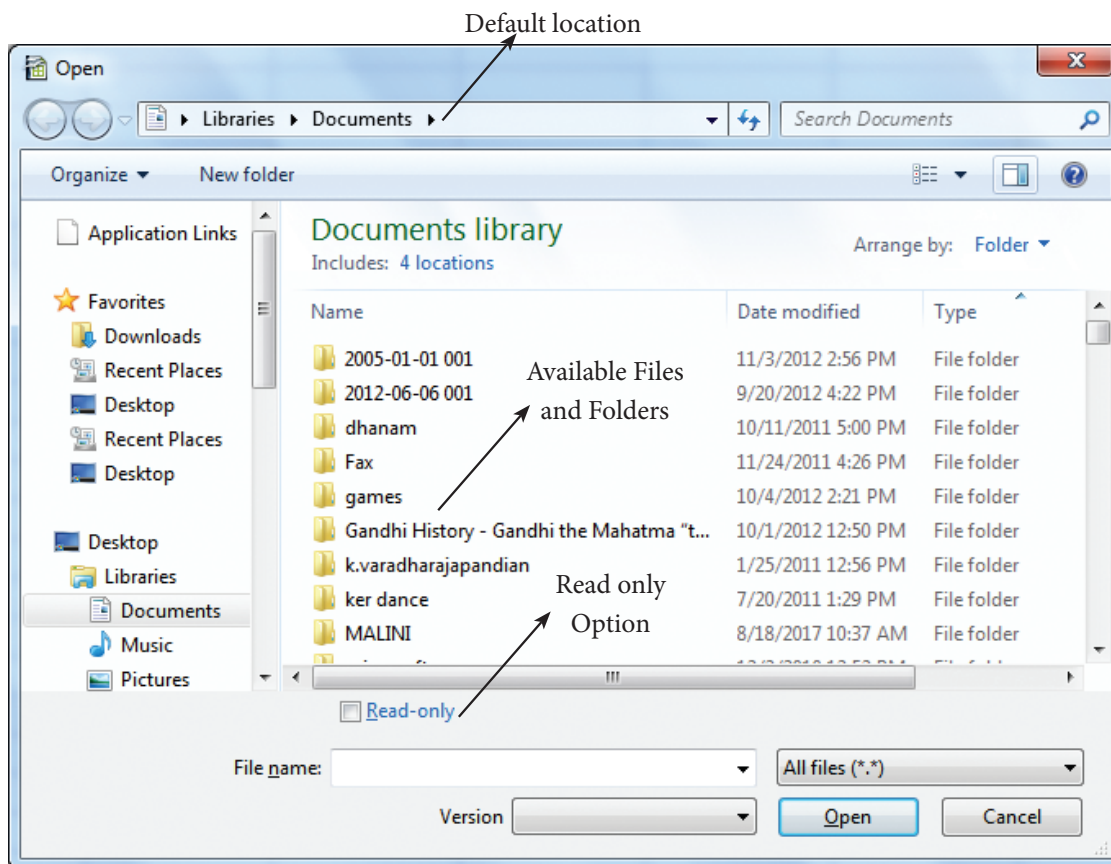 Default location
Open
Libraries Documents
Search Documents
Organize New folder
Application Links
Favorites
Downloads
Recent Places
Desktop
Recent Places
Desktop
Desktop
Libraries
Documents
Music
Pictures
Documents library
Includes: 4 locations
Arrange by: Folder
Name Date modified Type
2005-01-01 001 11/3/2012 2:56 PM File folder
2012-06-06 001 9/20/2012 4:22 PM File folder
dhanam 10/11/2011 5:00 PM File folder
Fax 11/24/2011 4:26 PM File folder
games 10/4/2012 2:21 PM File folder
Gandhi History - Gandhi the Mahatma "t... 10/1/2012 12:50 PM File folder
k.varadharajapandian 1/25/2011 12:56 PM File folder
ker dance 7/20/2011 1:29 PM File folder
MALINI 8/18/2017 10:37 AM File folder
Available Files
and Folders
Read only
Option
Read-only
File name: All files (*.*)
Version Open Cancel